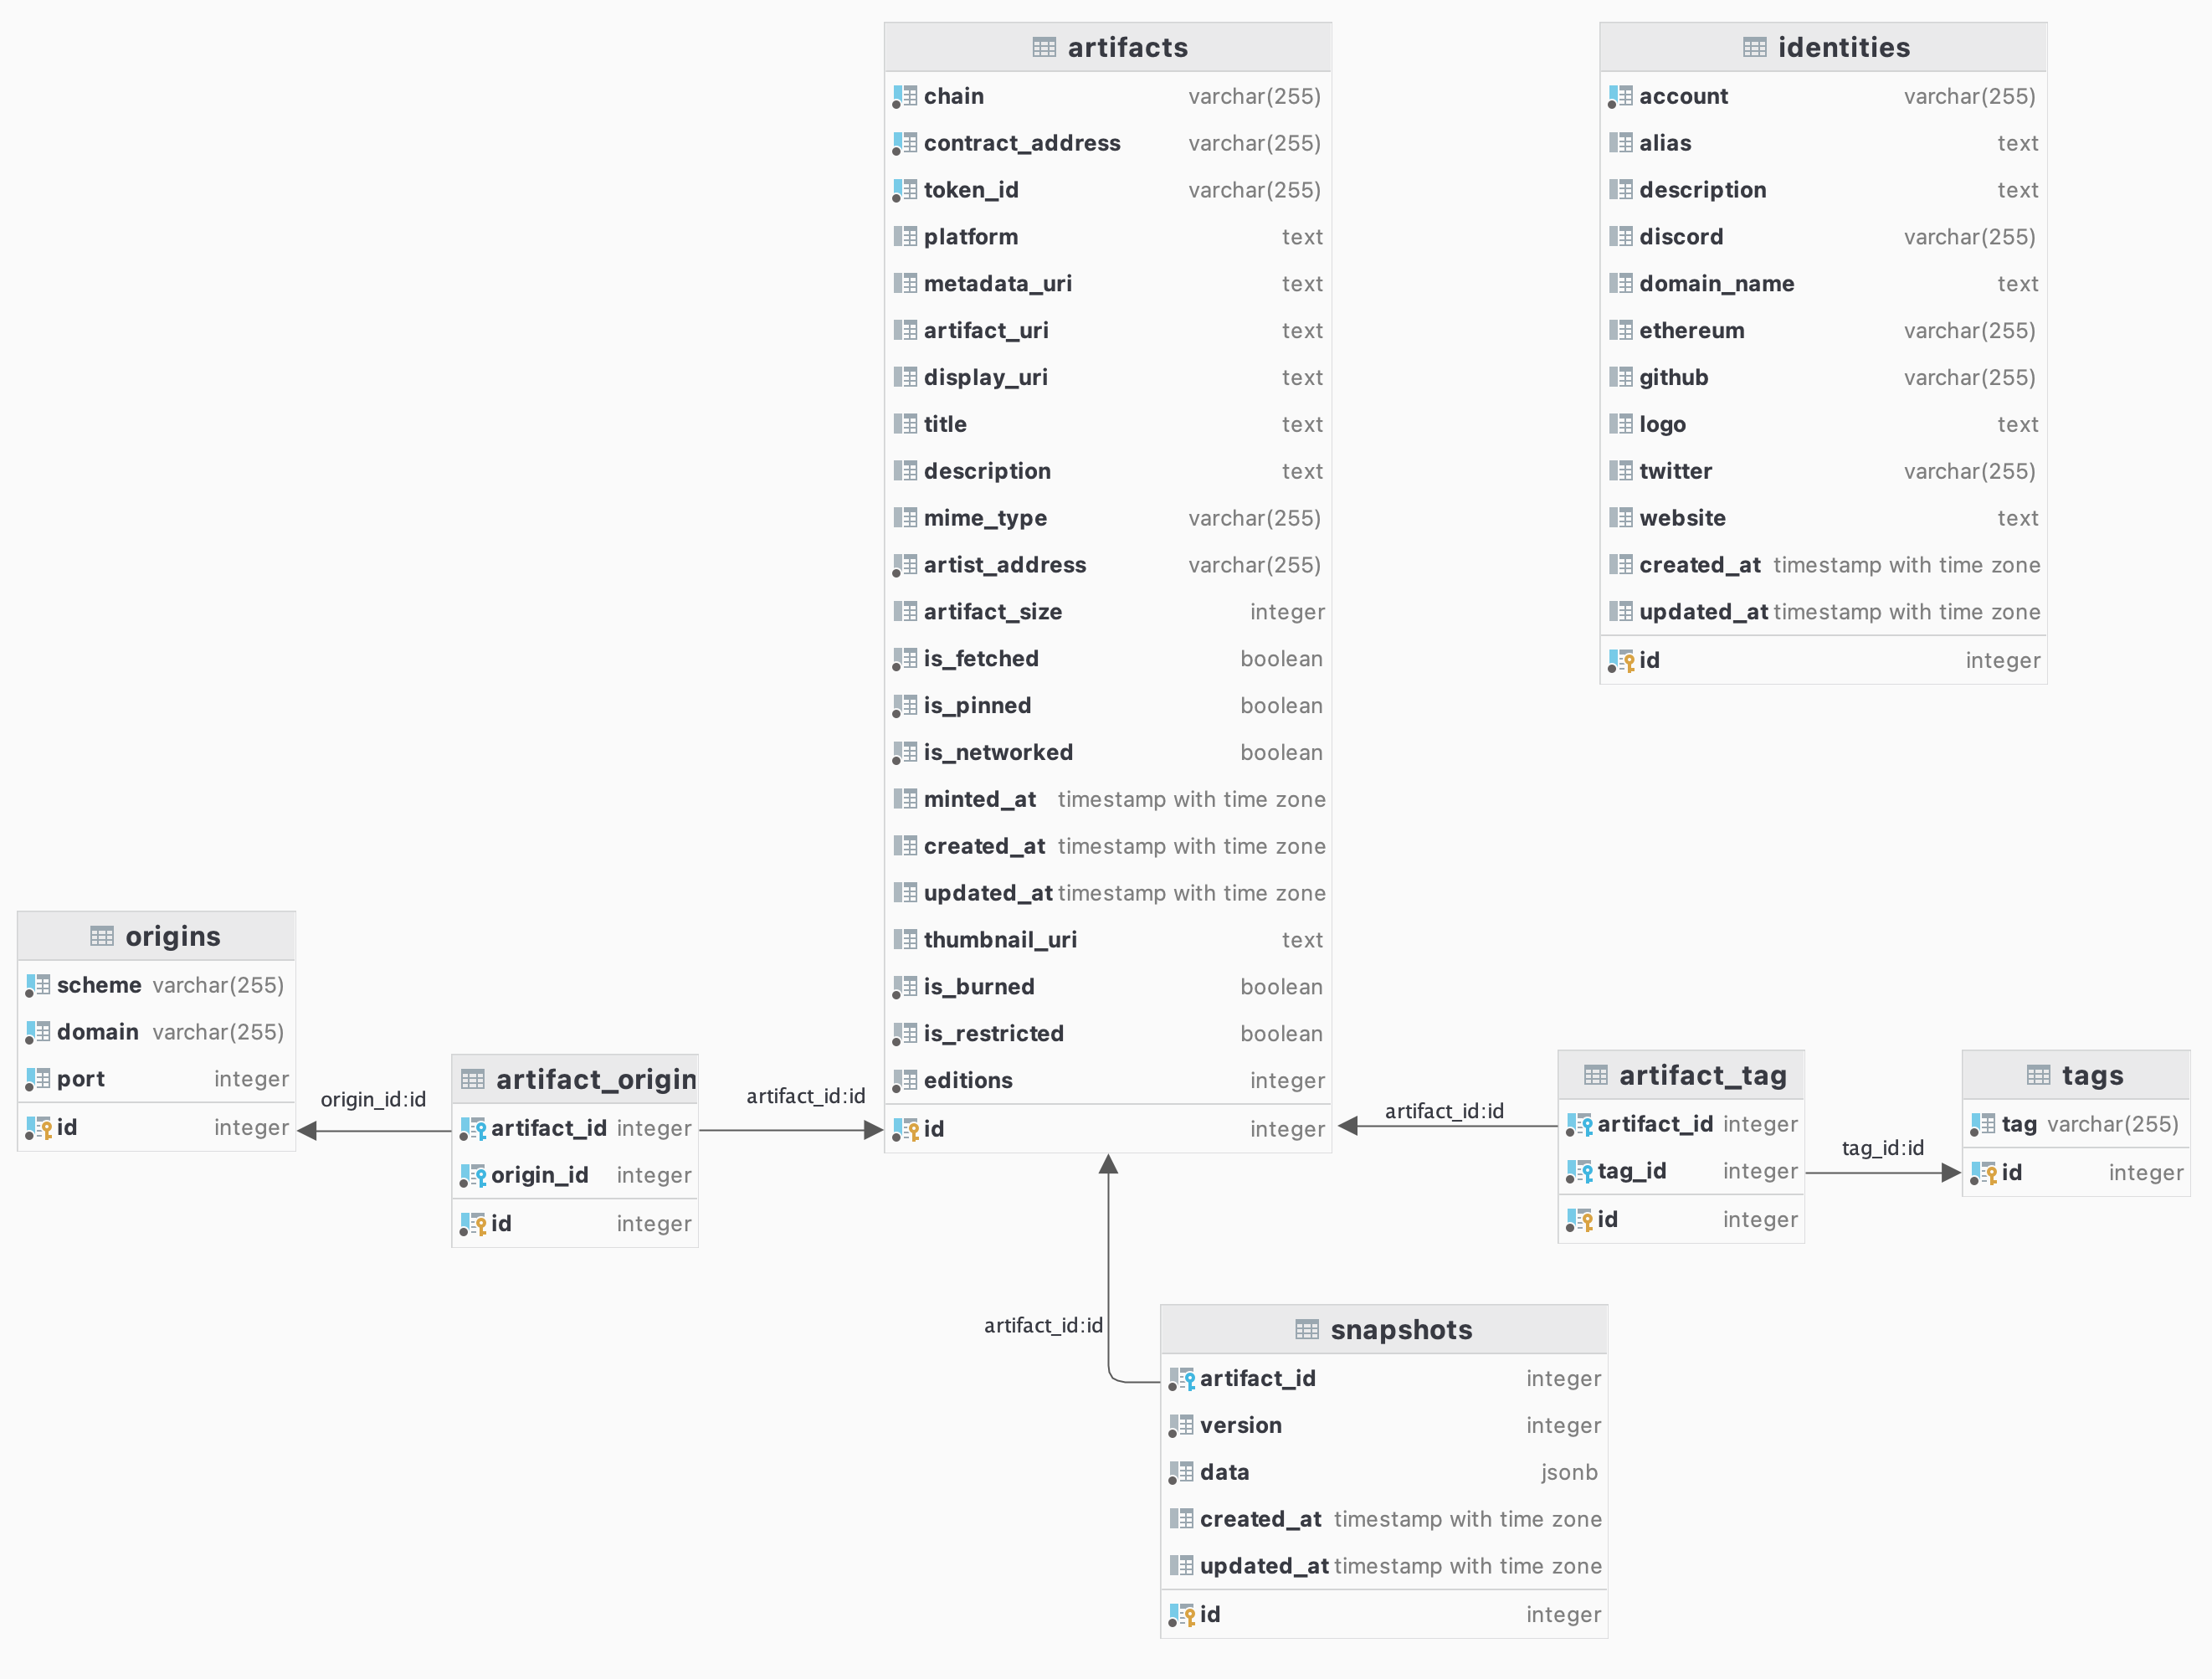 artifacts
chain varchar(255)
contract_address varchar(255)
token_id varchar(255)
platform text
metadata_uri text
artifact_uri text
display_uri text
title text
description text
mime_type varchar(255)
artist_address varchar(255)
artifact_size integer
is_fetched boolean
is_pinned boolean
is_networked boolean
minted_at timestamp with time zone
created_at timestamp with time zone
updated_at timestamp with time zone
thumbnail_uri text
is_burned boolean
is_restricted boolean
editions integer
id integer
identities
account varchar(255)
alias text
description text
discord varchar(255)
domain_name text
ethereum varchar(255)
github varchar(255)
logo text
twitter varchar(255)
website text
created_at timestamp with time zone
updated_at timestamp with time zone
id integer
origins
scheme varchar(255)
domain varchar(255)
port integer
id integer
origin_id:id
artifact_origin
artifact_id integer
origin_id integer
id integer
artifact_id:id
artifact_id:id
artifact_tag
artifact_id integer
tag_id integer
id integer
tag_id:id
tags
tag varchar(255)
id integer
artifact_id:id
snapshots
artifact_id integer
version integer
data jsonb
created_at timestamp with time zone
updated_at timestamp with time zone
id integer